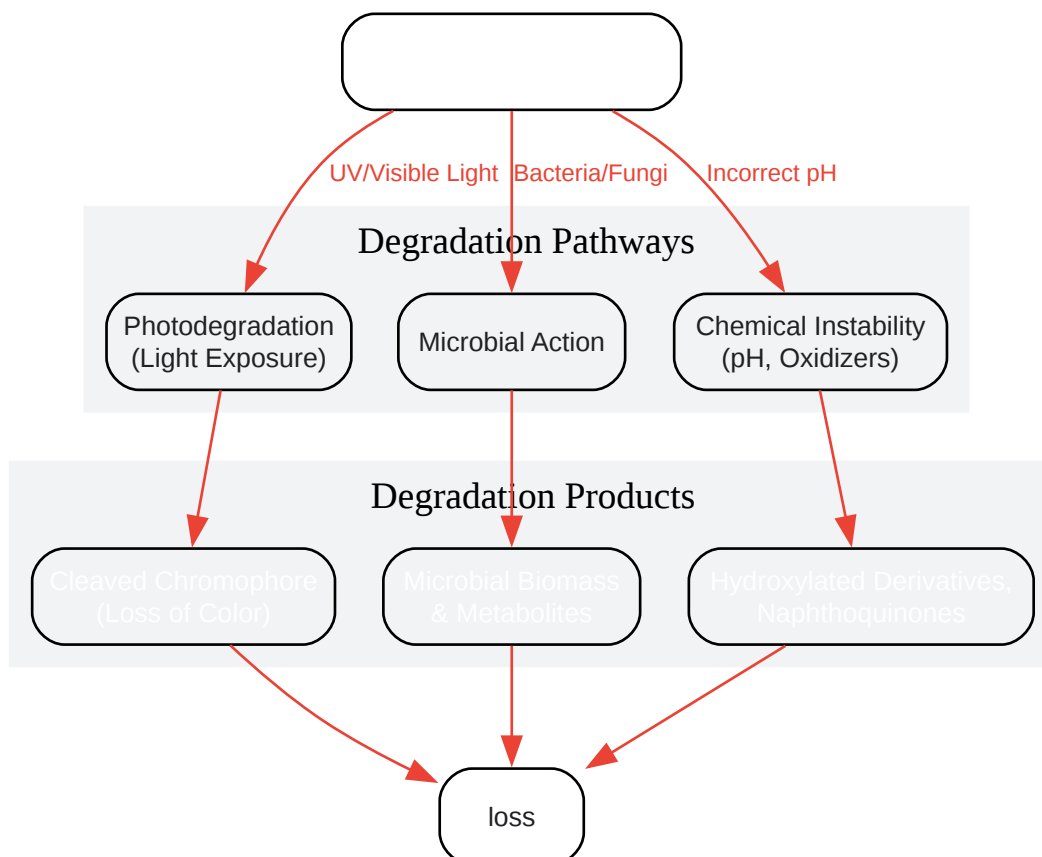 UV/Visible Light
Bacteria/Fungi
Incorrect pH
Degradation Pathways
Photodegradation
(Light Exposure)
Microbial Action
Chemical Instability
(pH, Oxidizers)
Degradation Products
Cleaved Chromophore
(Loss of Color)
Microbial Biomass
& Metabolites
Hydroxylated Derivatives,
Naphthoquinones
loss